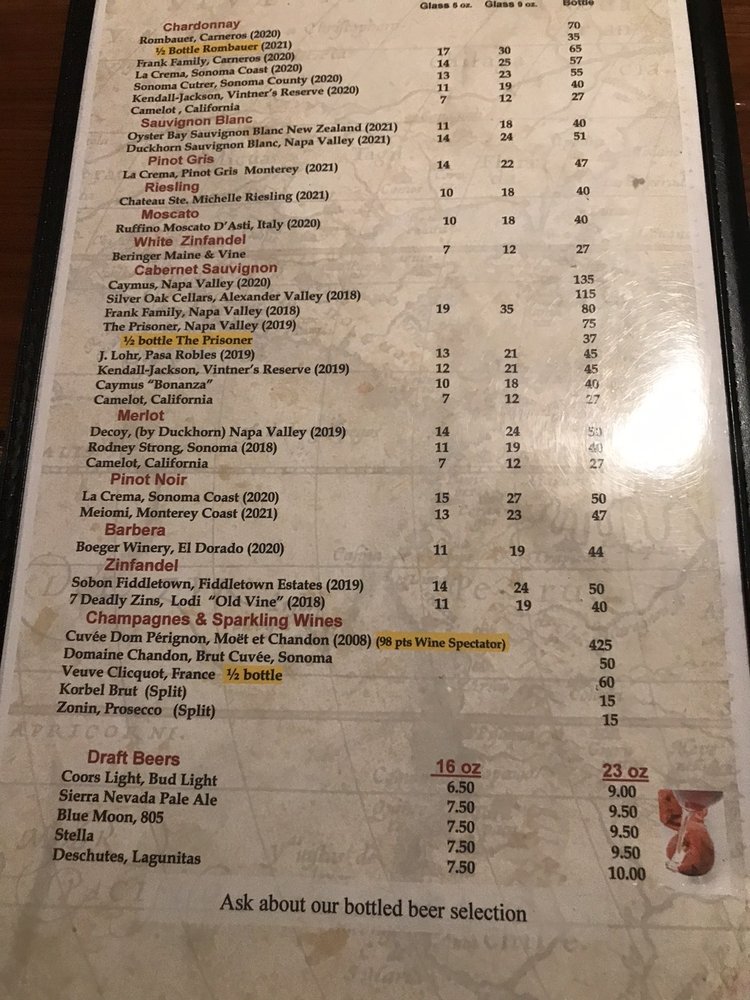 Glass 6 oz. Glass 9 oz. Bottle
Chardonnay
Rombauer, Carneros (2020) 70
½ Bottle Rombauer (2021) 35
Frank Family, Carneros (2020) 17 30 65
La Crema, Sonoma Coast (2020) 14 25 57
Sonoma Cutrer, Sonoma County (2020) 13 23 55
Kendall-Jackson, Vintner's Reserve (2020) 11 19 40
Camelot , California 7 12 27
Sauvignon Blanc
Oyster Bay Sauvignon Blanc New Zealand (2021) 11 18 40
Duckhorn Sauvignon Blanc, Napa Valley (2021) 14 24 51
Pinot Gris
La Crema, Pinot Gris Monterey (2021) 14 22 47
Riesling
Chateau Ste. Michelle Riesling (2021) 10 18 40
Moscato
Ruffino Moscato D'Asti, Italy (2020) 10 18 40
White Zinfandel
Beringer Maine & Vine 7 12 27
Cabernet Sauvignon
Caymus, Napa Valley (2020) 135
Silver Oak Cellars, Alexander Valley (2018) 115
Frank Family, Napa Valley (2018) 19 35 80
The Prisoner, Napa Valley (2019) 75
½ bottle The Prisoner 37
J. Lohr, Pasa Robles (2019) 13 21 45
Kendall-Jackson, Vintner's Reserve (2019) 12 21 45
Caymus "Bonanza" 10 18 40
Camelot, California 7 12 27
Merlot
Decoy, (by Duckhorn) Napa Valley (2019) 14 24 50
Rodney Strong, Sonoma (2018) 11 19 40
Camelot, California 7 12 27
Pinot Noir
La Crema, Sonoma Coast (2020) 15 27 50
Meiomi, Monterey Coast (2021) 13 23 47
Barbera
Boeger Winery, El Dorado (2020) 11 19 44
Zinfandel
Sobon Fiddletown, Fiddletown Estates (2019) 14 24 50
7 Deadly Zins, Lodi "Old Vine" (2018) 11 19 40
Champagnes & Sparkling Wines
Cuvée Dom Pérignon, Moët et Chandon (2008) (98 pts Wine Spectator) 425
Domaine Chandon, Brut Cuvée, Sonoma 50
Veuve Clicquot, France ½ bottle 60
Korbel Brut (Split) 15
Zonin, Prosecco (Split) 15
Draft Beers 16 oz 23 oz
Coors Light, Bud Light 6.50 9.00
Sierra Nevada Pale Ale 7.50 9.50
Blue Moon, 805 7.50 9.50
Stella 7.50 9.50
Deschutes, Lagunitas 7.50 10.00
Ask about our bottled beer selection